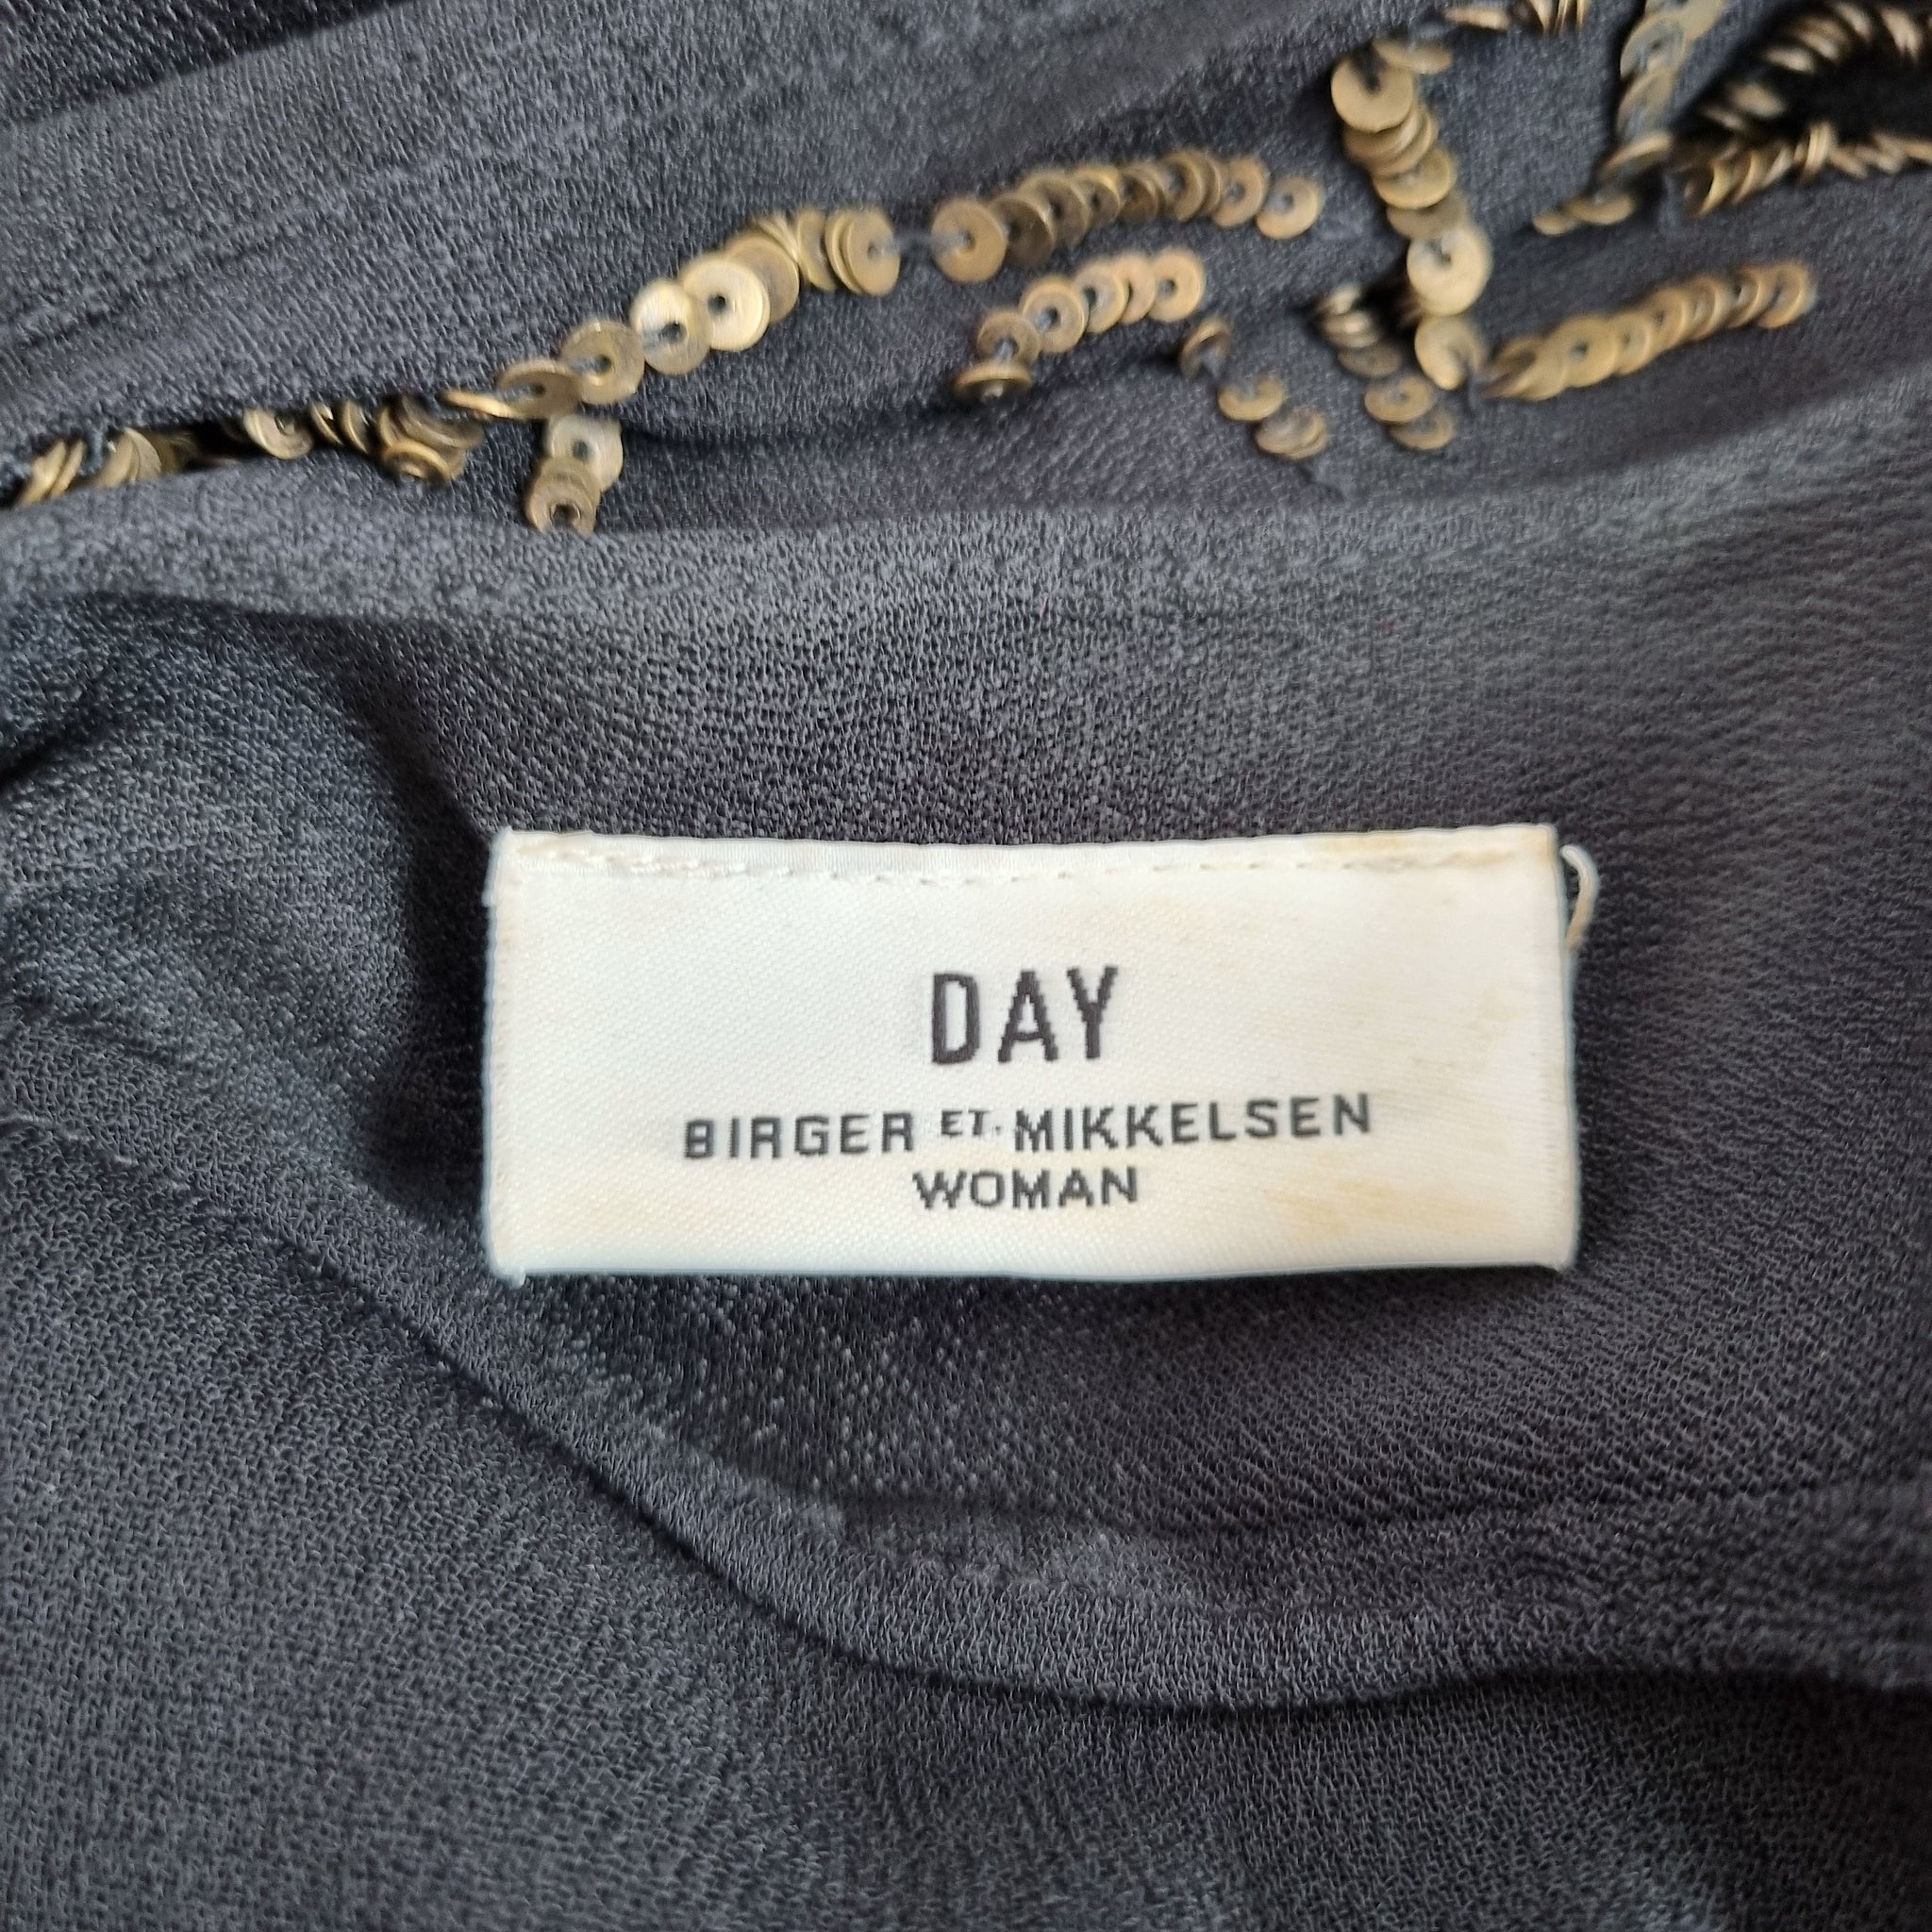 DAY
BIRGER ET. MIKKELSEN
WOMAN